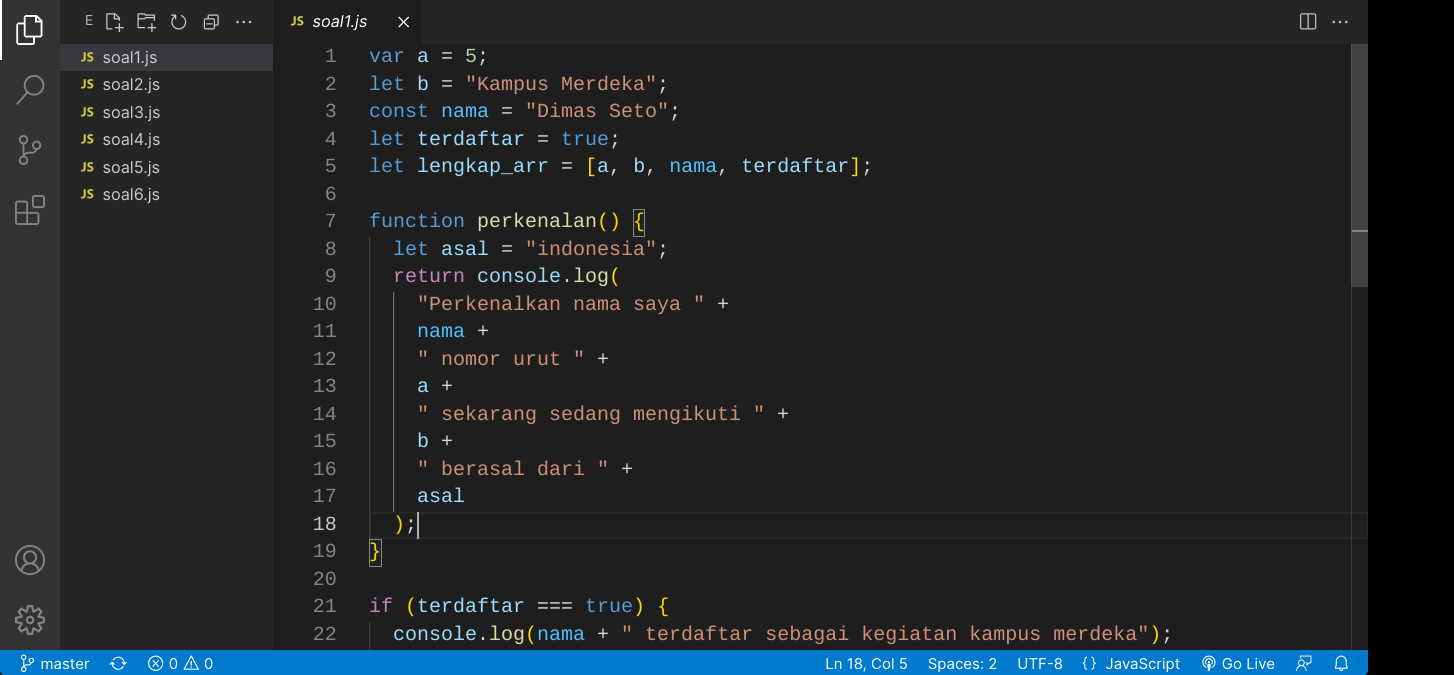 E
JS soal1.js
JS soal1.js
JS soal2.js
JS soal3.js
JS soal4.js
JS soal5.js
JS soal6.js
1 var a = 5;
2 let b = "Kampus Merdeka";
3 const nama = "Dimas Seto";
4 let terdaftar = true;
5 let lengkap_arr = [a, b, nama, terdaftar];
6
7 function perkenalan() {
8 let asal = "indonesia";
9 return console.log(
10 "Perkenalkan nama saya " +
11 nama +
12 " nomor urut " +
13 a +
14 " sekarang sedang mengikuti " +
15 b +
16 " berasal dari " +
17 asal
18 );
19 }
20
21 if (terdaftar === true) {
22 console.log(nama + " terdaftar sebagai kegiatan kampus merdeka");
master 0 0 Ln 18, Col 5 Spaces: 2 UTF-8 {} JavaScript Go Live